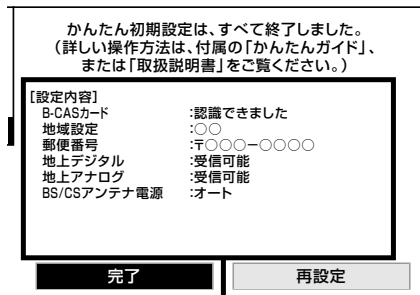 かんたん初期設定は、すべて終了しました。
（詳しい操作方法は、付属の「かんたんガイド」、
または「取扱説明書」をご覧ください。）
［設定内容］
B-CASカード :認識できました
地域設定 :○○
郵便番号 :〒○○○−○○○○
地上デジタル :受信可能
地上アナログ :受信可能
BS/CSアンテナ電源 :オート
完了 再設定